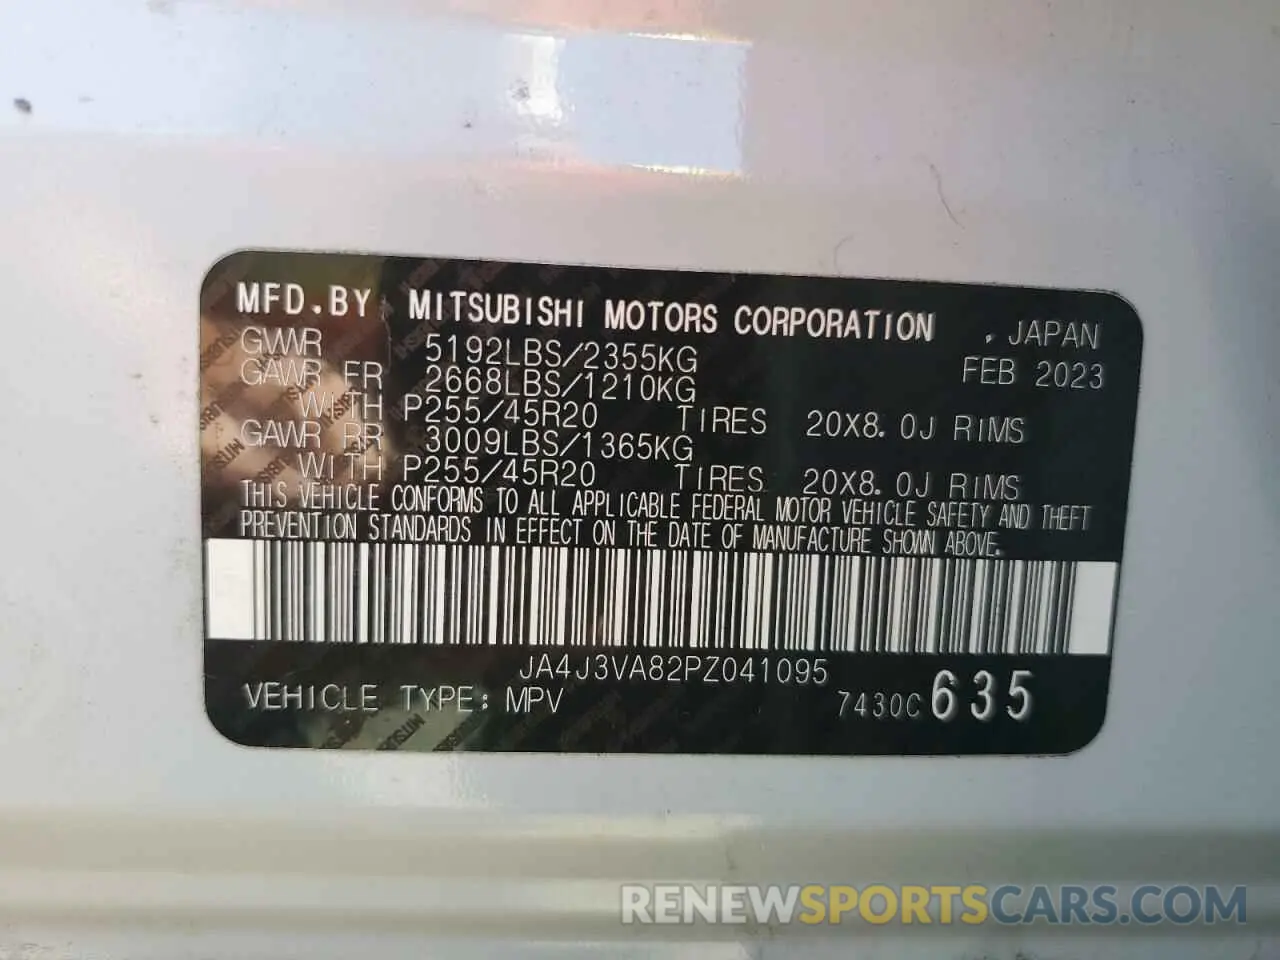 MFD.BY MITSUBISHI MOTORS CORPORATION , JAPAN
GVWR 5192LBS/2355KG FEB 2023
GAWR FR 2668LBS/1210KG
WITH P255/45R20 TIRES 20X8.0J RIMS
GAWR RR 3009LBS/1365KG
WITH P255/45R20 TIRES 20X8.0J RIMS
THIS VEHICLE CONFORMS TO ALL APPLICABLE FEDERAL MOTOR VEHICLE SAFETY AND THEFT
PREVENTION STANDARDS IN EFFECT ON THE DATE OF MANUFACTURE SHOWN ABOVE.
JA4J3VA82PZ041095
VEHICLE TYPE: MPV 7430C 635
RENEWSPORTSCARS.COM